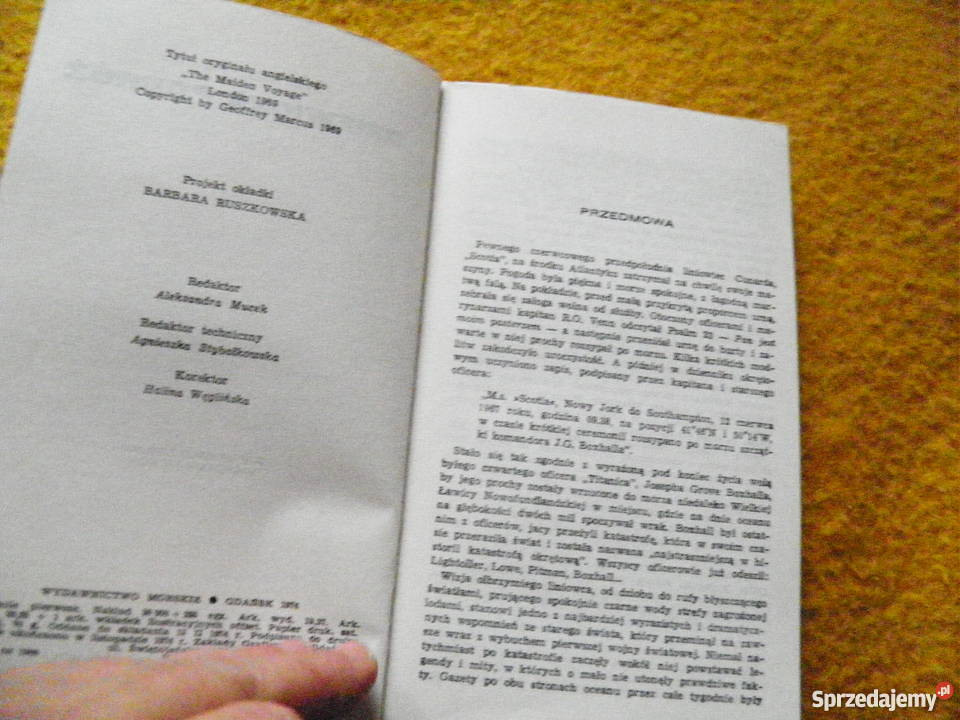 Tytuł oryginału angielskiego
„The Maiden Voyage"
London 1969
Copyright by Geoffrey Marcus 1969
Projekt okładki
BARBARA RUSZKOWSKA
Redaktor
Aleksandra Murek
Redaktor techniczny
Agnieszka Stybałkowska
Korektor
Halina Węglińska
WYDAWNICTWO MORSKIE ● GDAŃSK 1974
PRZEDMOWA
Pewnego czerwcowego przedpołudnia liniowiec Cunarda,
„Scotia", na środku Atlantyku zatrzymał na chwilę swoje ma-
szyny. Pogoda była piękna i morze spokojne, z łagodną mar-
twą falą. Na pokładzie, przed małą przykrytą proporcem urną,
zebrała się załoga wolna od służby. Otoczony oficerami i ma-
rynarzami kapitan R.G. Venn odczytał Psalm 23 — Pan jest
moim pasterzem — a następnie przeniósł urnę do burty i za-
warte w niej prochy rozsypał po morzu. Kilka krótkich mod-
litw zakończyło uroczystość. A później w dzienniku okręto-
wym uczyniono zapis, podpisany przez kapitana i starszego
oficera:
„M.s. »Scotia«, Nowy Jork do Southampton, 12 czerwca
1967 roku, godzina 09.38, na pozycji 41°46'N i 50°14'W,
w czasie krótkiej ceremonii rozsypano po morzu szcząt-
ki komandora J.G. Boxhalla".
Stało się tak zgodnie z wyrażoną pod koniec życia wolą
byłego czwartego oficera „Titanica", Josepha Grove Boxhalla,
by jego prochy zostały wrzucone do morza niedaleko Wielkiej
Ławicy Nowofundlandzkiej w miejscu, gdzie na dnie oceanu
na głębokości dwóch mil spoczywał wrak. Boxhall był ostat-
nim z oficerów, jacy przeżyli katastrofę, która w swoim cza-
sie przeraziła świat i została nazwana „najstraszniejszą w hi-
storii katastrofą okrętową". Wszyscy oficerowie już odeszli:
Lightoller, Lowe, Pitman, Boxhall...
Wizja olbrzymiego liniowca, od dziobu do rufy błyszczącego
światłami, prującego spokojnie czarne wody strefy zagrożonej
lodami, stanowi jedno z najbardziej wyrazistych i dramatycz-
nych wspomnień ze starego świata, który przeminął na zaw-
sze wraz z wybuchem pierwszej wojny światowej. Niemal na-
tychmiast po katastrofie zaczęły wokół niej powstawać le-
gendy i mity, w których o mało nie utonęły prawdziwe fak-
ty. Gazety po obu stronach oceanu przez całe tygodnie były
Sprzedajemy.pl